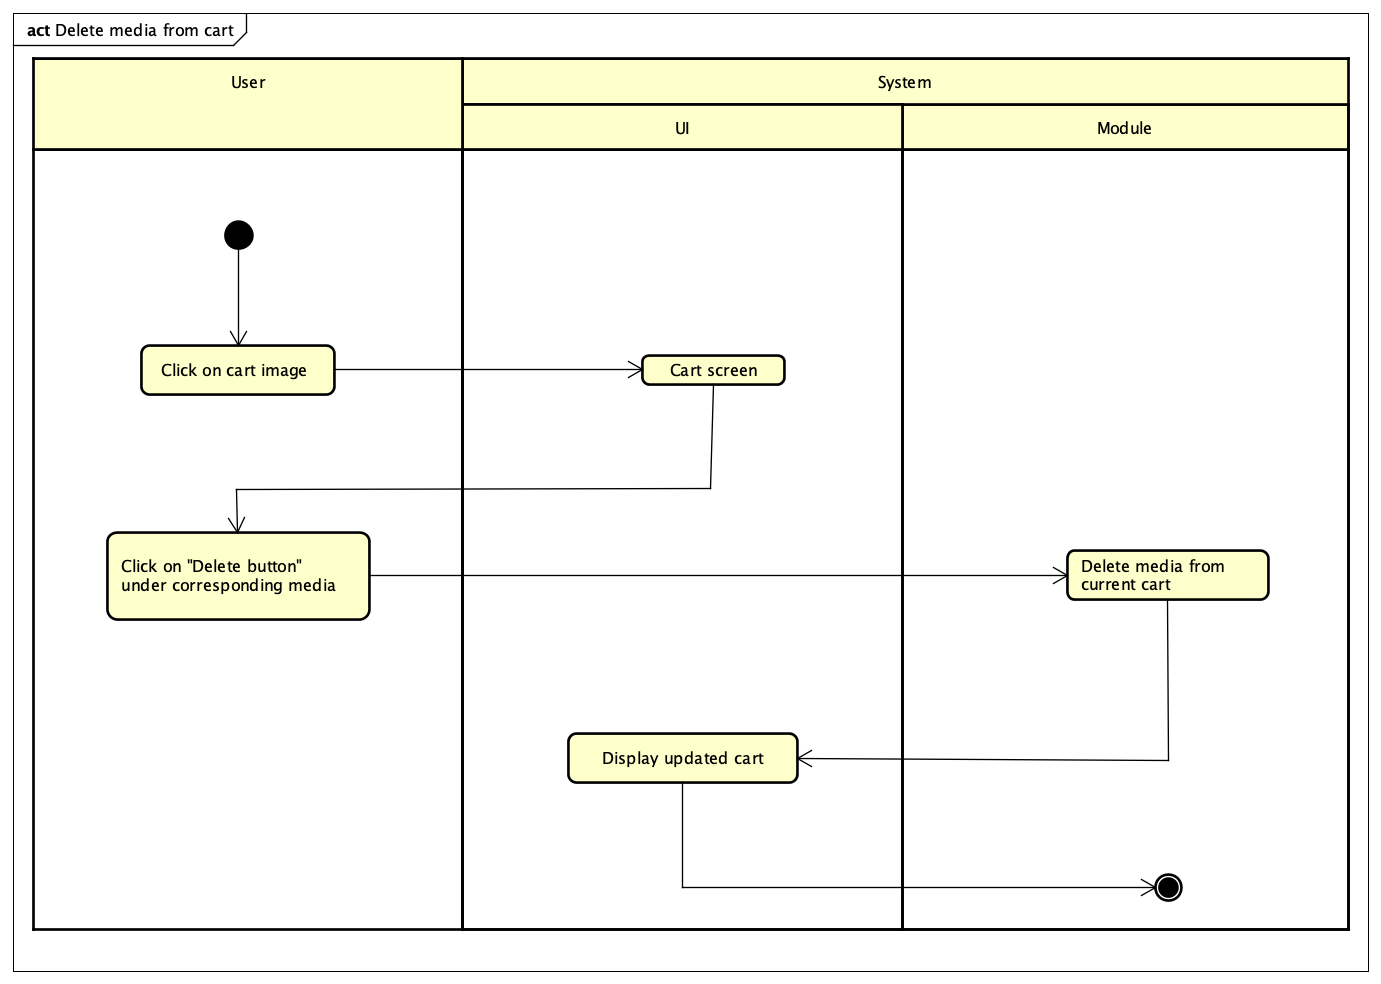 act Delete media from cart
User
System
UI
Module
Click on cart image
Cart screen
Click on "Delete button"
under corresponding media
Delete media from
current cart
Display updated cart